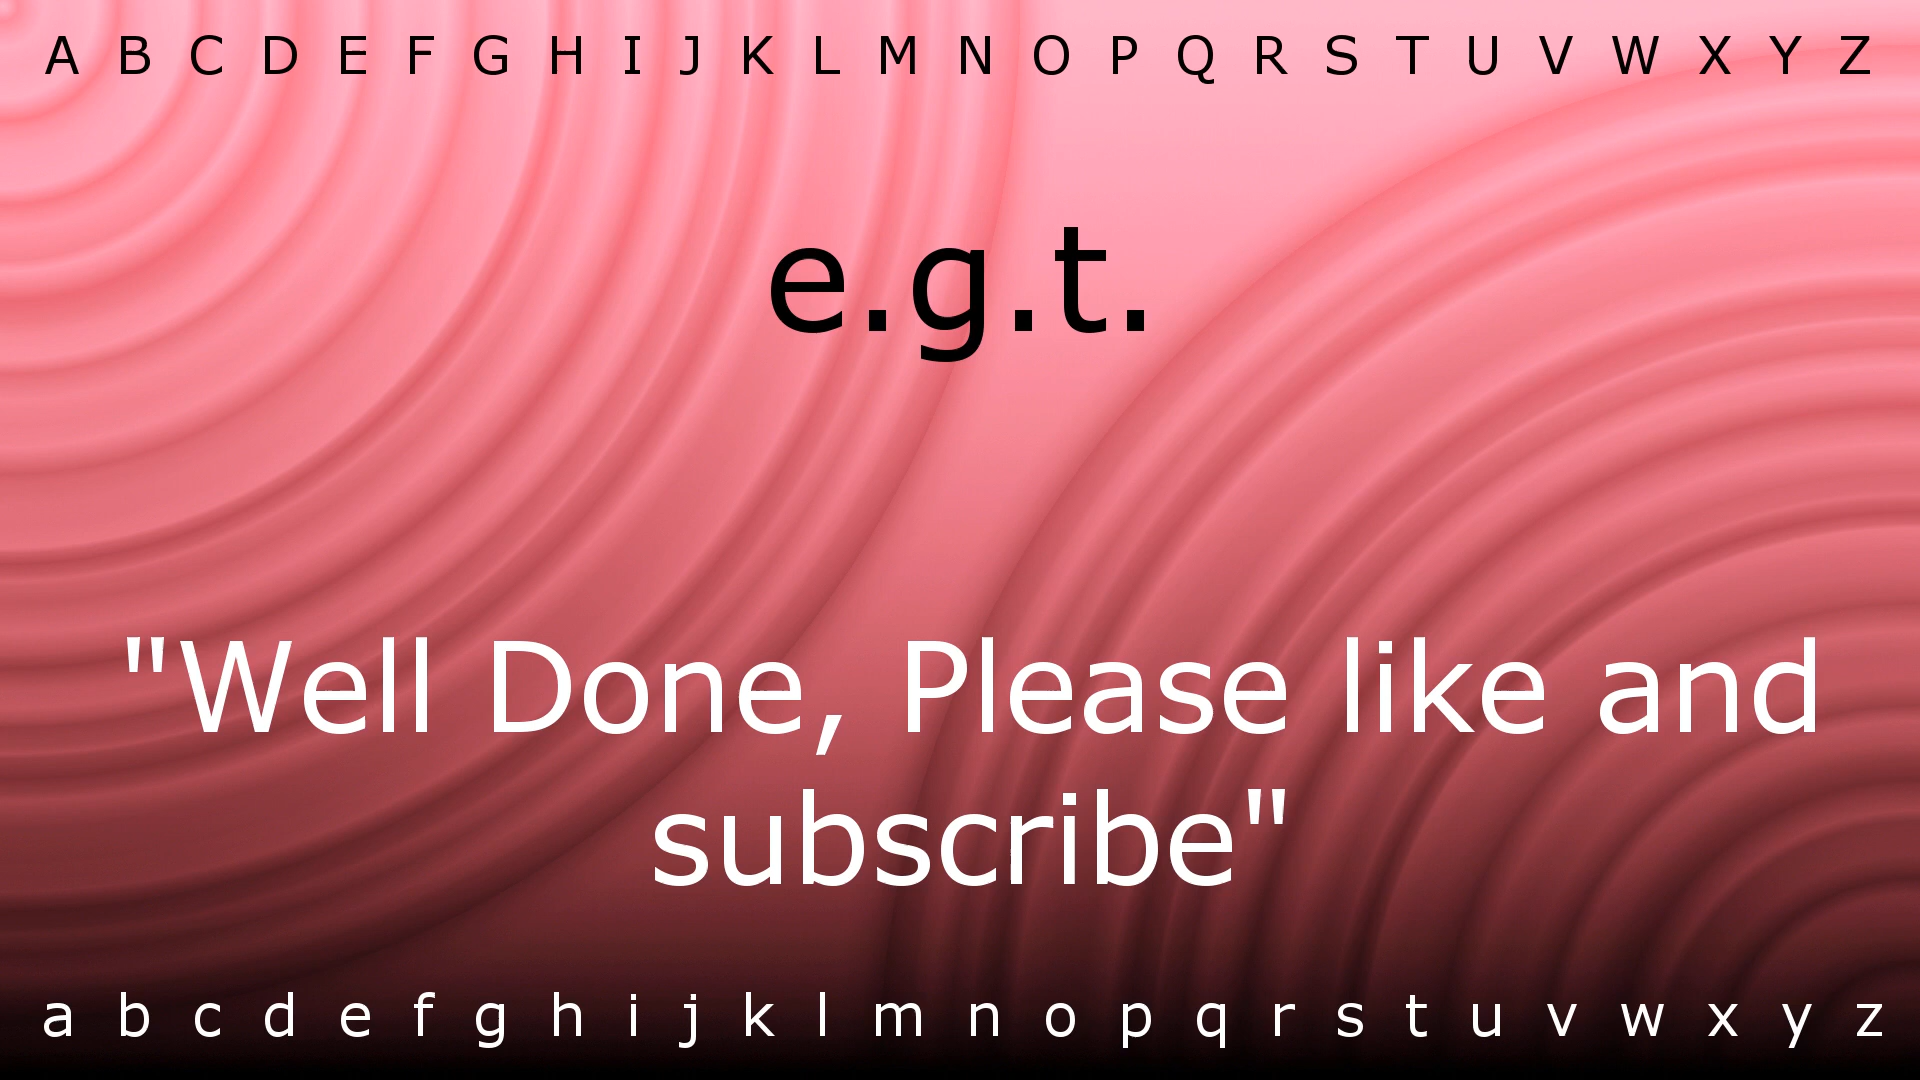 A B C D E F G H I J K L M N O P Q R S T U V W X Y Z
e.g.t.
"Well Done, Please like and
subscribe"
a b c d e f g h i j k l m n o p q r s t u v w x y z